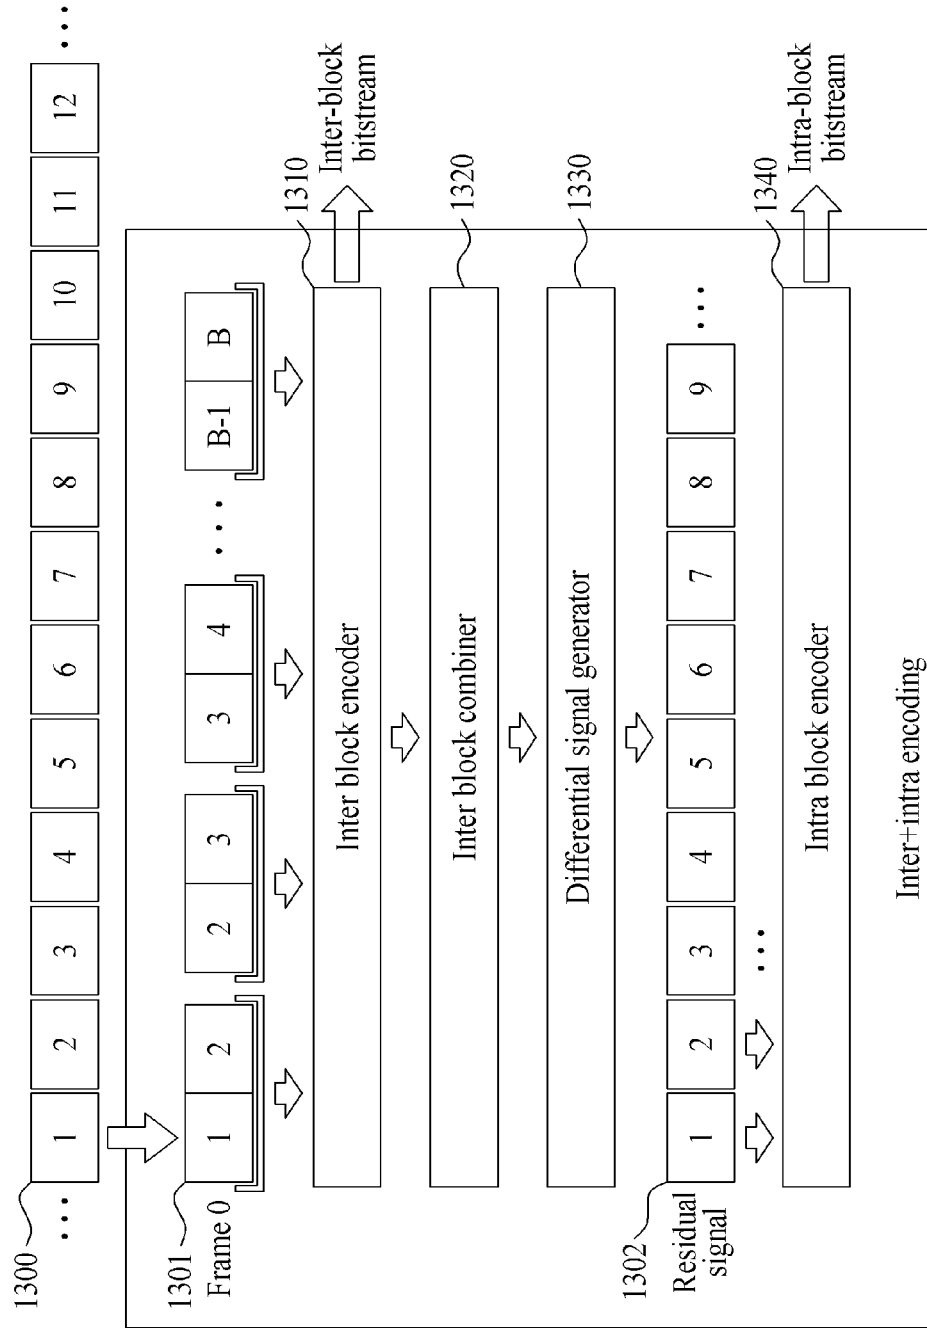 1300
... 1 2 3 4 5 6 7 8 9 10 11 12 ...
1301
Frame 0
1 2
2 3
3 4
...
B-1 B
1310
Inter block encoder
Inter-block
bitstream
1320
Inter block combiner
1330
Differential signal generator
1302
Residual
signal
1 2 3 4 5 6 7 8 9 ...
...
1340
Intra block encoder
Intra-block
bitstream
Inter+intra encoding